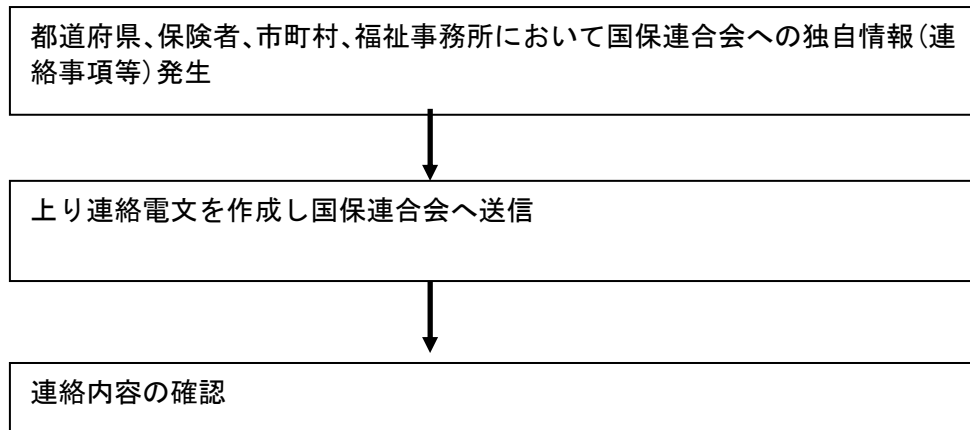 都道府県、保険者、市町村、福祉事務所において国保連合会への独自情報（連
絡事項等）発生
上り連絡電文を作成し国保連合会へ送信
連絡内容の確認